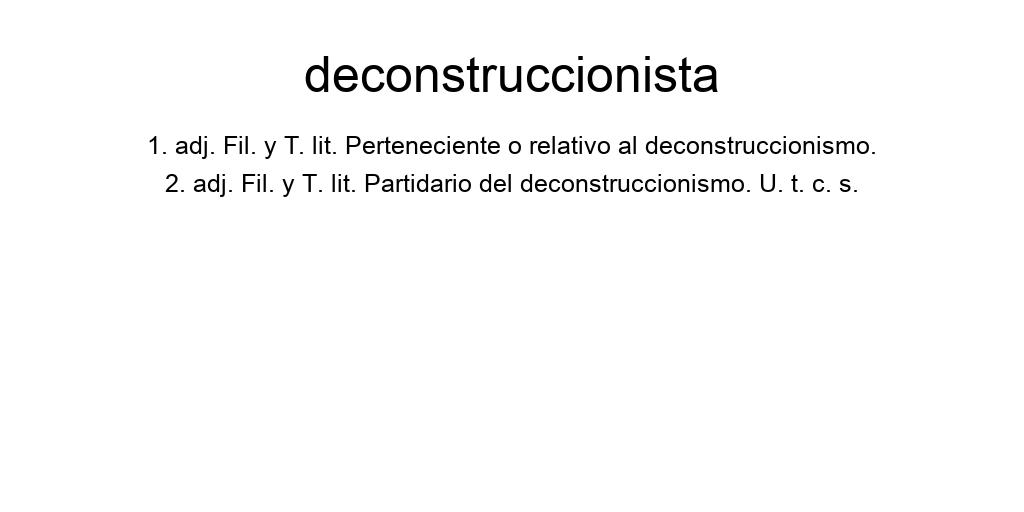 deconstruccionista
1. adj. Fil. y T. lit. Perteneciente o relativo al deconstruccionismo.
2. adj. Fil. y T. lit. Partidario del deconstruccionismo. U. t. c. s.